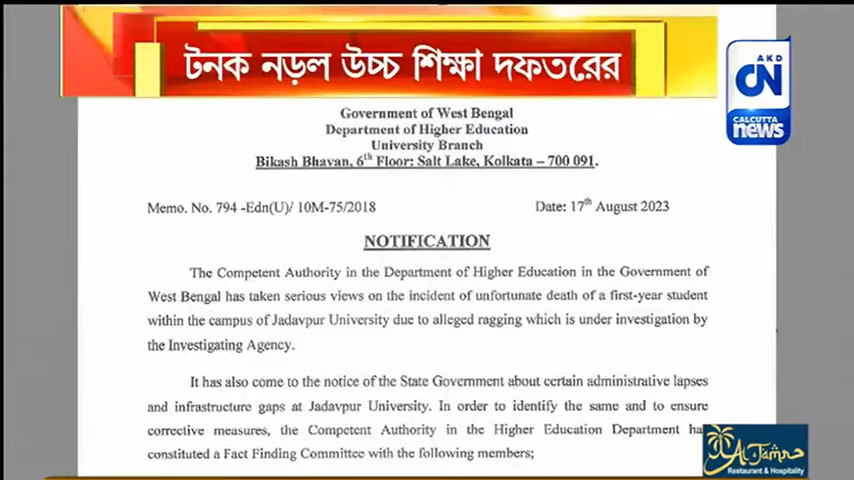 টনক নড়ল উচ্চ শিক্ষা দফতরের
AKD
CN
CALCUTTA
news
Government of West Bengal
Department of Higher Education
University Branch
Bikash Bhavan, 6th Floor: Salt Lake, Kolkata – 700 091.
Memo. No. 794 -Edn(U)/ 10M-75/2018 Date: 17th August 2023
NOTIFICATION
The Competent Authority in the Department of Higher Education in the Government of
West Bengal has taken serious views on the incident of unfortunate death of a first-year student
within the campus of Jadavpur University due to alleged ragging which is under investigation by
the Investigating Agency.
It has also come to the notice of the State Government about certain administrative lapses
and infrastructure gaps at Jadavpur University. In order to identify the same and to ensure
corrective measures, the Competent Authority in the Higher Education Department ha
constituted a Fact Finding Committee with the following members;
Al-Tamra
Restaurant & Hospitality